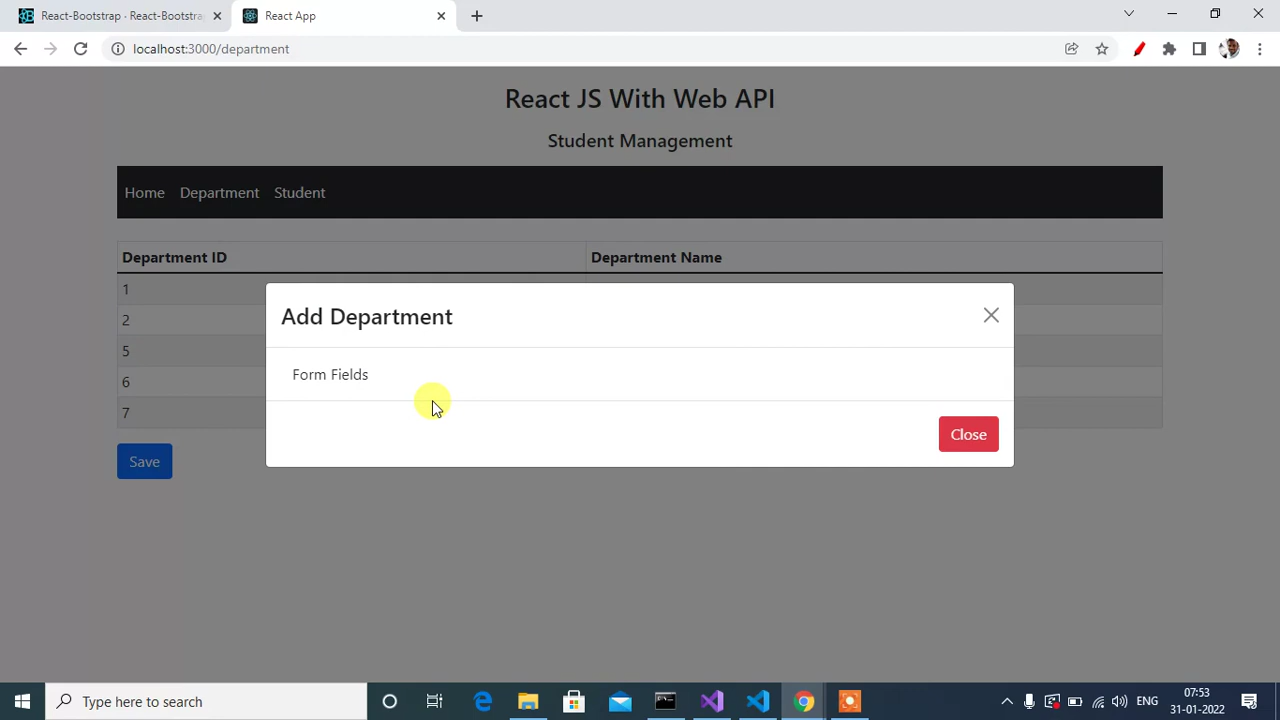 React-Bootstrap · React-Bootstra
React App
localhost:3000/department
React JS With Web API
Student Management
Home Department Student
Department ID Department Name
1
2
5
6
7
Add Department
Form Fields
Close
Save
Type here to search
ENG
07:53
31-01-2022